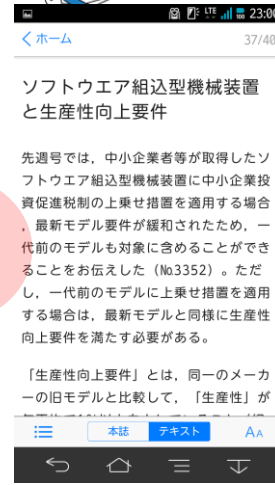 LTE 23:00
ホーム 37/40
ソフトウエア組込型機械装置
と生産性向上要件
先週号では，中小企業者等が取得したソ
フトウエア組込型機械装置に中小企業投
資促進税制の上乗せ措置を適用する場合
，最新モデル要件が緩和されたため，一
代前のモデルも対象に含めることができ
ることをお伝えした（№3352）。ただ
し，一代前のモデルに上乗せ措置を適用
する場合は，最新モデルと同様に生産性
向上要件を満たす必要がある。
「生産性向上要件」とは，同一のメーカ
ーの旧モデルと比較して，「生産性」が
本誌 テキスト AA